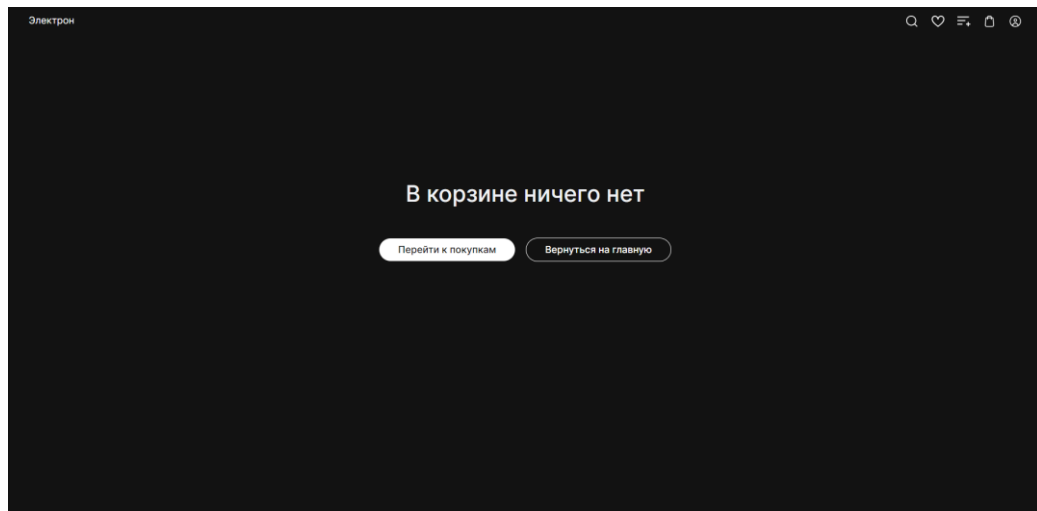 Электрон
В корзине ничего нет
Перейти к покупкам
Вернуться на главную